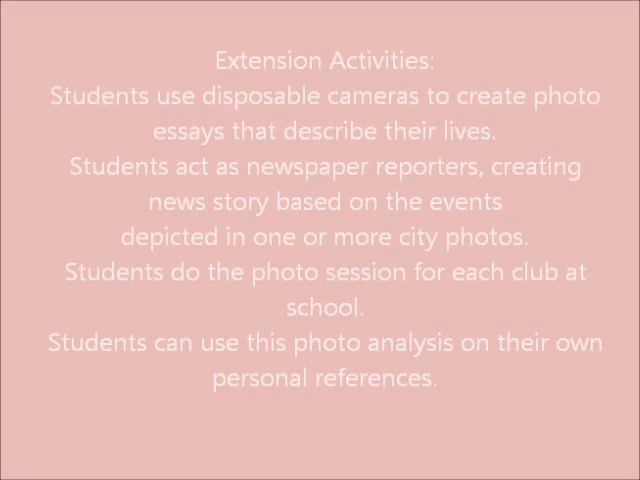 Extension Activities:
Students use disposable cameras to create photo
essays that describe their lives.
Students act as newspaper reporters, creating
news story based on the events
depicted in one or more city photos.
Students do the photo session for each club at
school.
Students can use this photo analysis on their own
personal references.